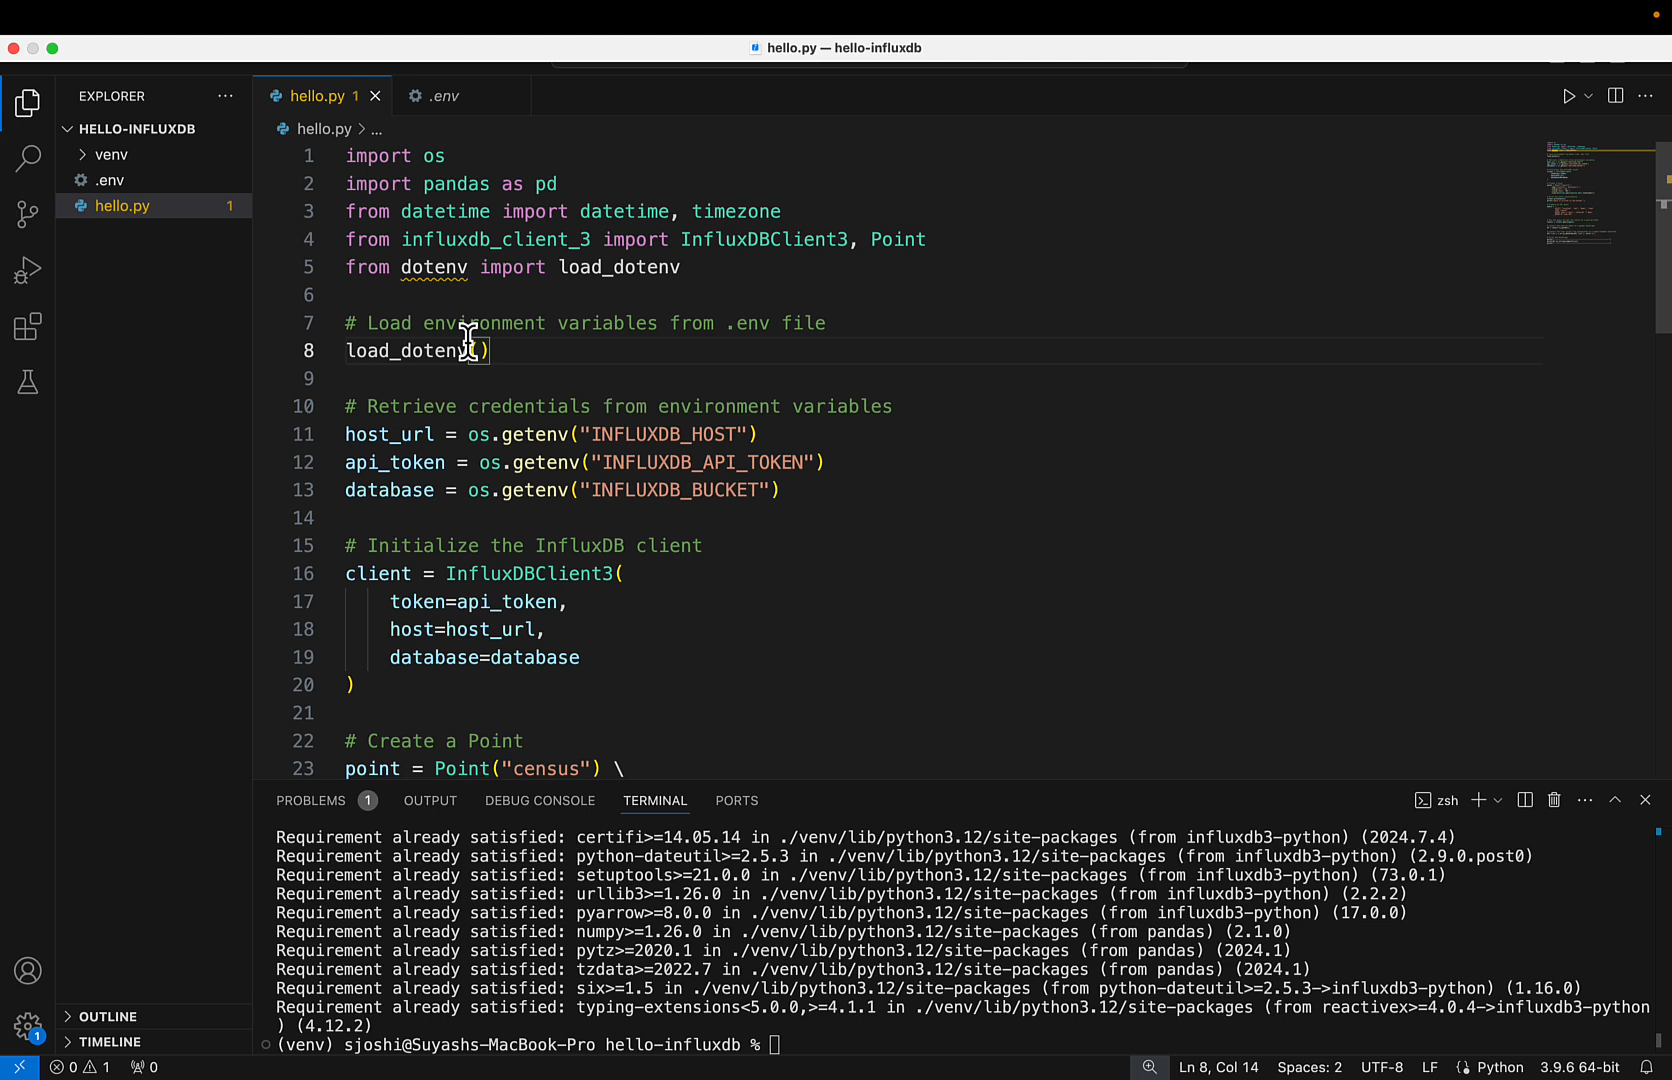 hello.py — hello-influxdb
EXPLORER
hello.py 1
.env
HELLO-INFLUXDB
hello.py > ...
venv
.env
hello.py 1
1 import os
2 import pandas as pd
3 from datetime import datetime, timezone
4 from influxdb_client_3 import InfluxDBClient3, Point
5 from dotenv import load_dotenv
6
7 # Load environment variables from .env file
8 load_dotenv()
9
10 # Retrieve credentials from environment variables
11 host_url = os.getenv("INFLUXDB_HOST")
12 api_token = os.getenv("INFLUXDB_API_TOKEN")
13 database = os.getenv("INFLUXDB_BUCKET")
14
15 # Initialize the InfluxDB client
16 client = InfluxDBClient3(
17 token=api_token,
18 host=host_url,
19 database=database
20 )
21
22 # Create a Point
23 point = Point("census") \
PROBLEMS 1 OUTPUT DEBUG CONSOLE TERMINAL PORTS zsh
Requirement already satisfied: certifi>=14.05.14 in ./venv/lib/python3.12/site-packages (from influxdb3-python) (2024.7.4)
Requirement already satisfied: python-dateutil>=2.5.3 in ./venv/lib/python3.12/site-packages (from influxdb3-python) (2.9.0.post0)
Requirement already satisfied: setuptools>=21.0.0 in ./venv/lib/python3.12/site-packages (from influxdb3-python) (73.0.1)
Requirement already satisfied: urllib3>=1.26.0 in ./venv/lib/python3.12/site-packages (from influxdb3-python) (2.2.2)
Requirement already satisfied: pyarrow>=8.0.0 in ./venv/lib/python3.12/site-packages (from influxdb3-python) (17.0.0)
Requirement already satisfied: numpy>=1.26.0 in ./venv/lib/python3.12/site-packages (from pandas) (2.1.0)
Requirement already satisfied: pytz>=2020.1 in ./venv/lib/python3.12/site-packages (from pandas) (2024.1)
Requirement already satisfied: tzdata>=2022.7 in ./venv/lib/python3.12/site-packages (from pandas) (2024.1)
Requirement already satisfied: six>=1.5 in ./venv/lib/python3.12/site-packages (from python-dateutil>=2.5.3->influxdb3-python) (1.16.0)
Requirement already satisfied: typing-extensions<5.0.0,>=4.1.1 in ./venv/lib/python3.12/site-packages (from reactivex>=4.0.4->influxdb3-python
) (4.12.2)
(venv) sjoshi@Suyashs-MacBook-Pro hello-influxdb %
OUTLINE
TIMELINE
1
0 1 0 Ln 8, Col 14 Spaces: 2 UTF-8 LF Python 3.9.6 64-bit